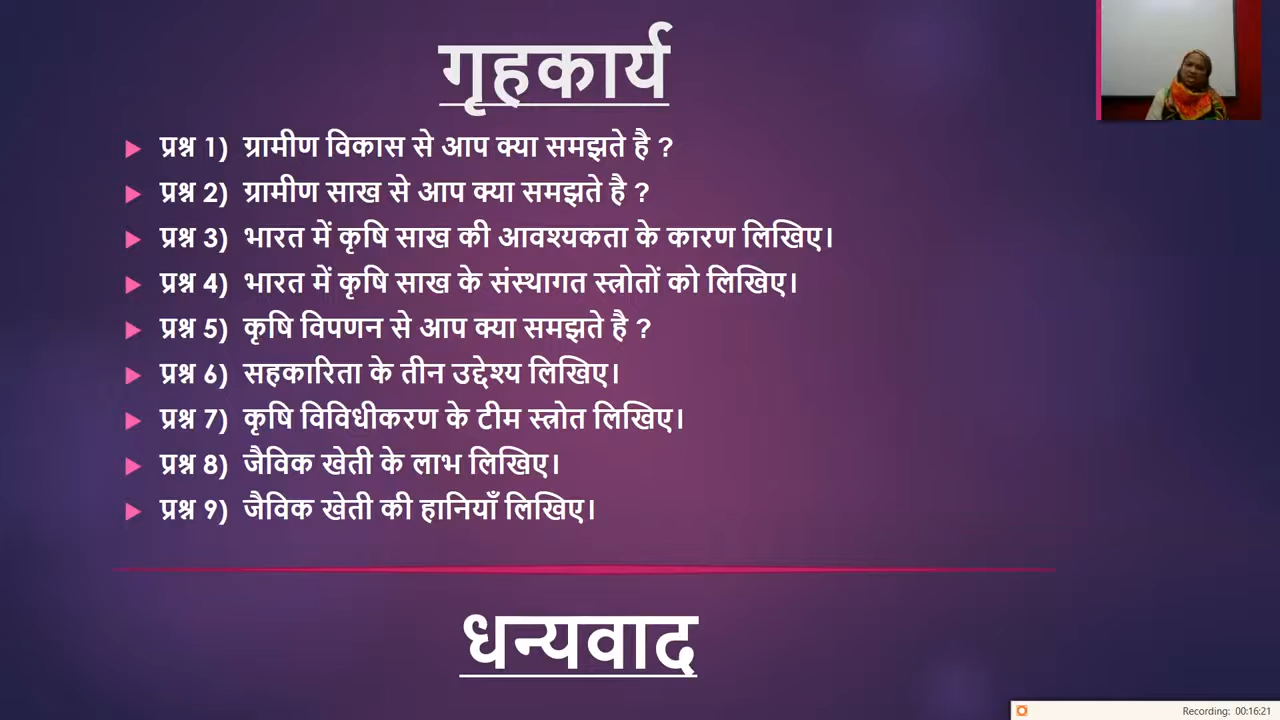 गृहकार्य
प्रश्न 1) ग्रामीण विकास से आप क्या समझते है ?
प्रश्न 2) ग्रामीण साख से आप क्या समझते है ?
प्रश्न 3) भारत में कृषि साख की आवश्यकता के कारण लिखिए।
प्रश्न 4) भारत में कृषि साख के संस्थागत स्त्रोतों को लिखिए।
प्रश्न 5) कृषि विपणन से आप क्या समझते है ?
प्रश्न 6) सहकारिता के तीन उद्देश्य लिखिए।
प्रश्न 7) कृषि विविधीकरण के टीम स्त्रोत लिखिए।
प्रश्न 8) जैविक खेती के लाभ लिखिए।
प्रश्न 9) जैविक खेती की हानियाँ लिखिए।
धन्यवाद
Recording: 00:16:21